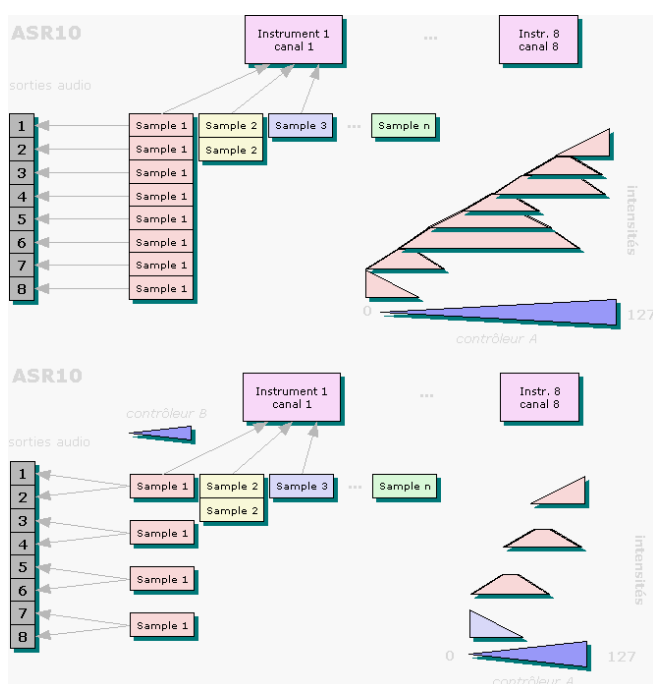 ASR10
Instrument 1
canal 1
...
Instr. 8
canal 8
sorties audio
1
2
3
4
5
6
7
8
Sample 1
Sample 1
Sample 1
Sample 1
Sample 1
Sample 1
Sample 1
Sample 1
Sample 2
Sample 2
Sample 3
...
Sample n
intensités
0
127
contrôleur A
ASR10
Instrument 1
canal 1
...
Instr. 8
canal 8
contrôleur B
sorties audio
1
2
3
4
5
6
7
8
Sample 1
Sample 1
Sample 1
Sample 1
Sample 2
Sample 2
Sample 3
...
Sample n
intensités
0
127
contrôleur A